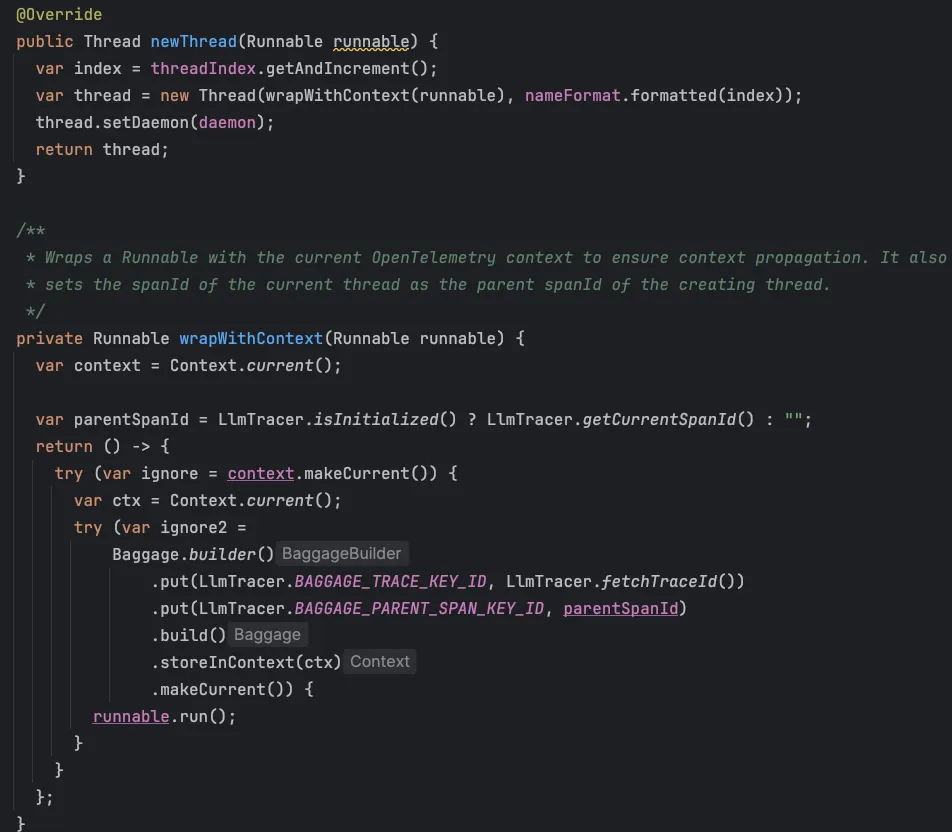 @Override
public Thread newThread(Runnable runnable) {
var index = threadIndex.getAndIncrement();
var thread = new Thread(wrapWithContext(runnable), nameFormat.formatted(index));
thread.setDaemon(daemon);
return thread;
}
/**
* Wraps a Runnable with the current OpenTelemetry context to ensure context propagation. It also
* sets the spanId of the current thread as the parent spanId of the creating thread.
*/
private Runnable wrapWithContext(Runnable runnable) {
var context = Context.current();
var parentSpanId = LlmTracer.isInitialized() ? LlmTracer.getCurrentSpanId() : "";
return () -> {
try (var ignore = context.makeCurrent()) {
var ctx = Context.current();
try (var ignore2 =
Baggage.builder() BaggageBuilder
.put(LlmTracer.BAGGAGE_TRACE_KEY_ID, LlmTracer.fetchTraceId())
.put(LlmTracer.BAGGAGE_PARENT_SPAN_KEY_ID, parentSpanId)
.build() Baggage
.storeInContext(ctx) Context
.makeCurrent()) {
runnable.run();
}
}
};
}